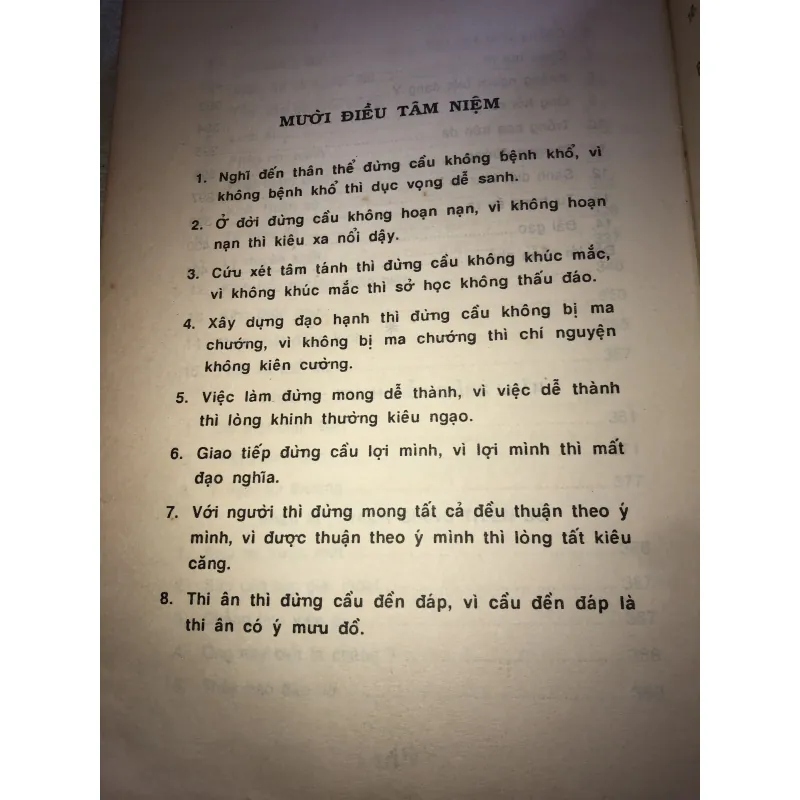 MƯỜI ĐIỀU TÂM NIỆM
1. Nghĩ đến thân thể đừng cầu không bệnh khổ, vì
không bệnh khổ thì dục vọng dễ sanh.
2. Ở đời đừng cầu không hoạn nạn, vì không hoạn
nạn thì kiêu xa nổi dậy.
3. Cứu xét tâm tánh thì đừng cầu không khúc mắc,
vì không khúc mắc thì sở học không thấu đáo.
4. Xây dựng đạo hạnh thì đừng cầu không bị ma
chướng, vì không bị ma chướng thì chí nguyện
không kiên cường.
5. Việc làm đừng mong dễ thành, vì việc dễ thành
thì lòng khinh thường kiêu ngạo.
6. Giao tiếp đừng cầu lợi mình, vì lợi mình thì mất
đạo nghĩa.
7. Với người thì đừng mong tất cả đều thuận theo ý
mình, vì được thuận theo ý mình thì lòng tất kiêu
căng.
8. Thi ân thì đừng cầu đền đáp, vì cầu đền đáp là
thi ân có ý mưu đồ.